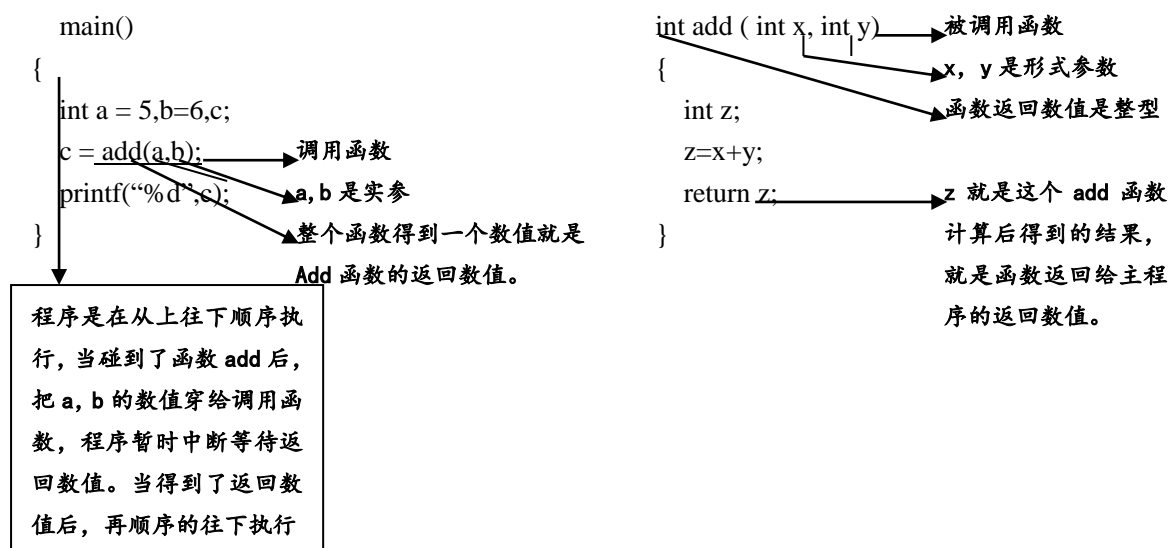 main()
{
int a = 5,b=6,c;
c = add(a,b);
printf(“%d”,c);
}
调用函数
a,b 是实参
整个函数得到一个数值就是
Add 函数的返回数值。
程序是在从上往下顺序执
行，当碰到了函数 add 后，
把 a, b 的数值穿给调用函
数，程序暂时中断等待返
回数值。当得到了返回数
值后，再顺序的往下执行
int add ( int x, int y)
{
int z;
z=x+y;
return z;
}
被调用函数
x，y 是形式参数
函数返回数值是整型
z 就是这个 add 函数
计算后得到的结果，
就是函数返回给主程
序的返回数值。